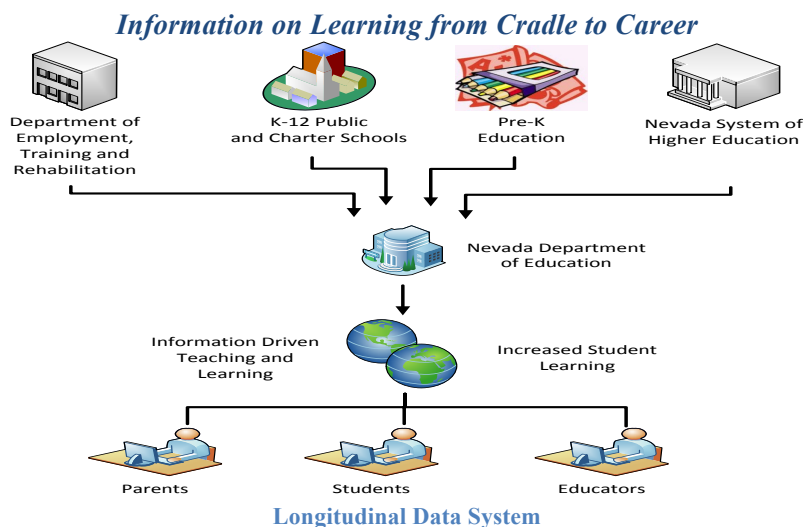 Information on Learning from Cradle to Career
Department of
Employment,
Training and
Rehabilitation
K-12 Public
and Charter Schools
Pre-K
Education
Nevada System of
Higher Education
Nevada Department
of Education
Information Driven
Teaching and
Learning
Increased Student
Learning
Parents
Students
Educators
Longitudinal Data System